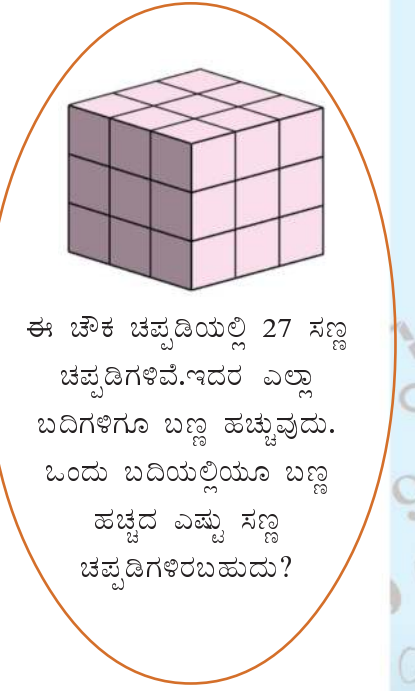 ಈ ಚೌಕ ಚಪ್ಪಡಿಯಲ್ಲಿ 27 ಸಣ್ಣ
ಚಪ್ಪಡಿಗಳಿವೆ.ಇದರ ಎಲ್ಲಾ
ಬದಿಗಳಿಗೂ ಬಣ್ಣ ಹಚ್ಚುವುದು.
ಒಂದು ಬದಿಯಲ್ಲಿಯೂ ಬಣ್ಣ
ಹಚ್ಚದ ಎಷ್ಟು ಸಣ್ಣ
ಚಪ್ಪಡಿಗಳಿರಬಹುದು?